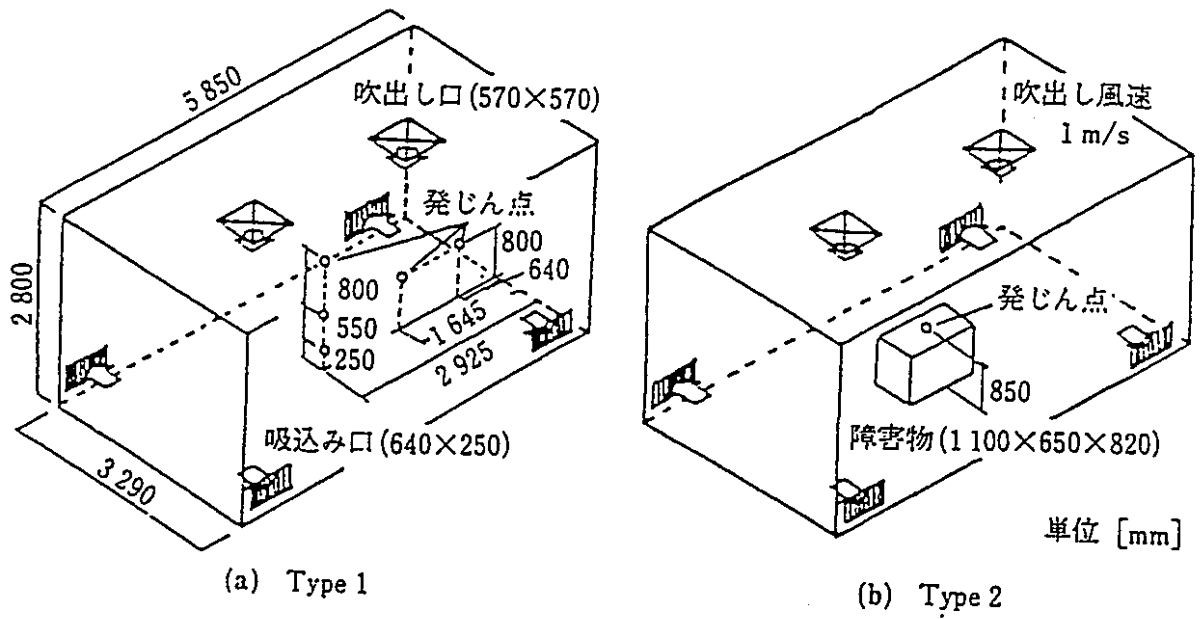 5 850
吹出し口(570×570)
発じん点
800
640
2 800
800
550
250
1 645
2 925
吸込み口(640×250)
3 290
(a) Type 1
吹出し風速
1 m/s
発じん点
850
障害物(1 100×650×820)
単位 [mm]
(b) Type 2